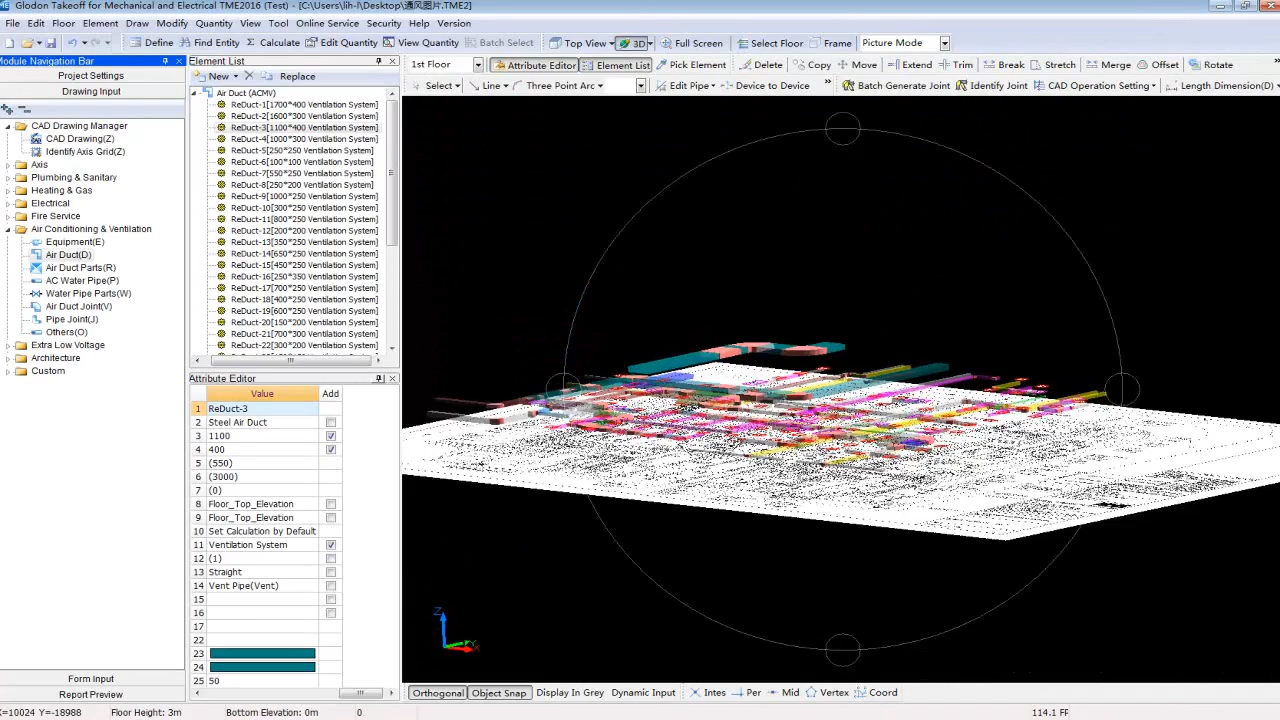 Glodon Takeoff for Mechanical and Electrical TME2016 (Test) - [C:\Users\lih-l\Desktop\通风图片.TME2]
File Edit Floor Element Draw Modify Quantity View Tool Online Service Security Help Version
Define Find Entity Σ Calculate Edit Quantity View Quantity Batch Select Top View 3D Full Screen Select Floor Frame Picture Mode
Module Navigation Bar
Project Settings
Drawing Input
CAD Drawing Manager
CAD Drawing(Z)
Identify Axis Grid(Z)
Axis
Plumbing & Sanitary
Heating & Gas
Electrical
Fire Service
Air Conditioning & Ventilation
Equipment(E)
Air Duct(D)
Air Duct Parts(R)
AC Water Pipe(P)
Water Pipe Parts(W)
Air Duct Joint(V)
Pipe Joint(J)
Others(O)
Extra Low Voltage
Architecture
Custom
Form Input
Report Preview
Element List
New Replace
Air Duct (ACMV)
ReDuct-1[1700*400 Ventilation System]
ReDuct-2[1600*300 Ventilation System]
ReDuct-3[1100*400 Ventilation System]
ReDuct-4[1000*300 Ventilation System]
ReDuct-5[250*250 Ventilation System]
ReDuct-6[100*100 Ventilation System]
ReDuct-7[550*250 Ventilation System]
ReDuct-8[250*200 Ventilation System]
ReDuct-9[1000*250 Ventilation System]
ReDuct-10[300*250 Ventilation System]
ReDuct-11[800*250 Ventilation System]
ReDuct-12[200*200 Ventilation System]
ReDuct-13[350*250 Ventilation System]
ReDuct-14[650*250 Ventilation System]
ReDuct-15[450*250 Ventilation System]
ReDuct-16[250*350 Ventilation System]
ReDuct-17[700*250 Ventilation System]
ReDuct-18[400*250 Ventilation System]
ReDuct-19[600*250 Ventilation System]
ReDuct-20[150*200 Ventilation System]
ReDuct-21[700*300 Ventilation System]
ReDuct-22[300*200 Ventilation System]
Attribute Editor
Value Add
1 ReDuct-3
2 Steel Air Duct
3 1100
4 400
5 (550)
6 (3000)
7 (0)
8 Floor_Top_Elevation
9 Floor_Top_Elevation
10 Set Calculation by Default
11 Ventilation System
12 (1)
13 Straight
14 Vent Pipe(Vent)
15
16
17
22
23
24
25 50
1st Floor Attribute Editor Element List Pick Element Delete Copy Move Extend Trim Break Stretch Merge Offset Rotate
Select Line Three Point Arc Edit Pipe Device to Device Batch Generate Joint Identify Joint CAD Operation Setting Length Dimension(D)
Z
Y
X
Orthogonal Object Snap Display In Grey Dynamic Input Intes Per Mid Vertex Coord
X=10024 Y=-18988 Floor Height: 3m Bottom Elevation: 0m 0 114.1 FP